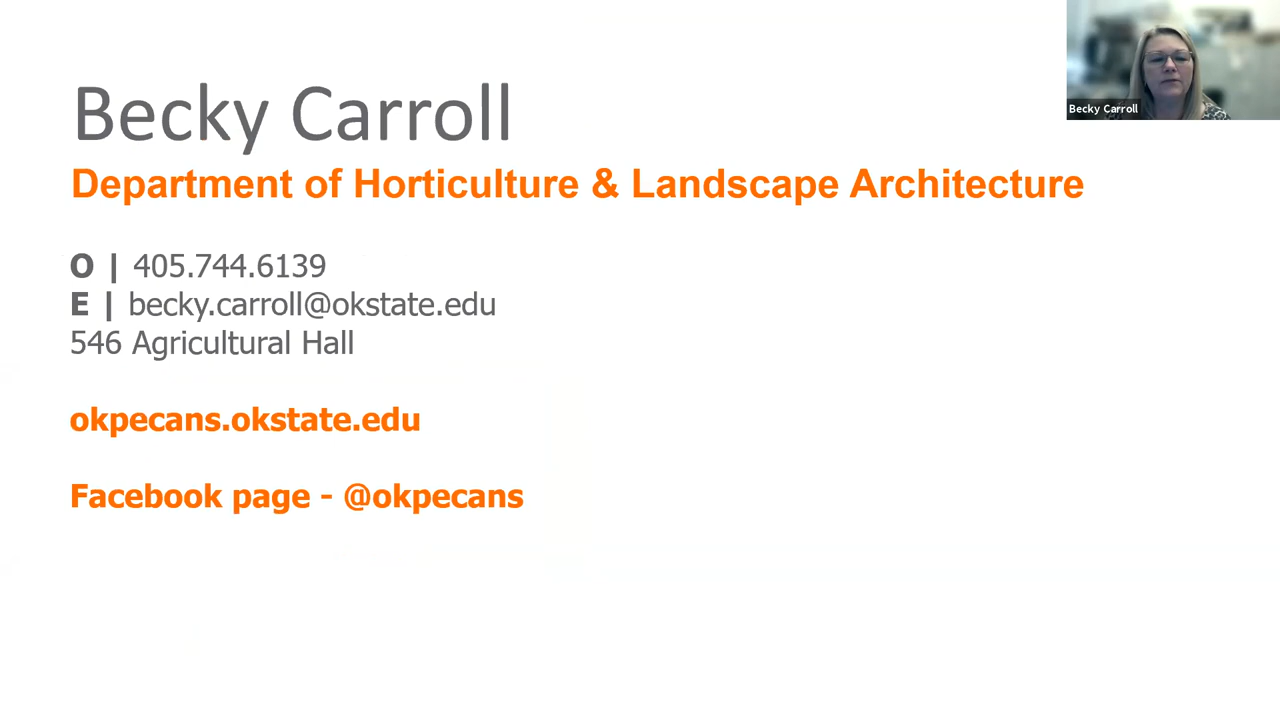 Becky Carroll
Department of Horticulture & Landscape Architecture
O | 405.744.6139
E | becky.carroll@okstate.edu
546 Agricultural Hall
okpecans.okstate.edu
Facebook page - @okpecans
Becky Carroll